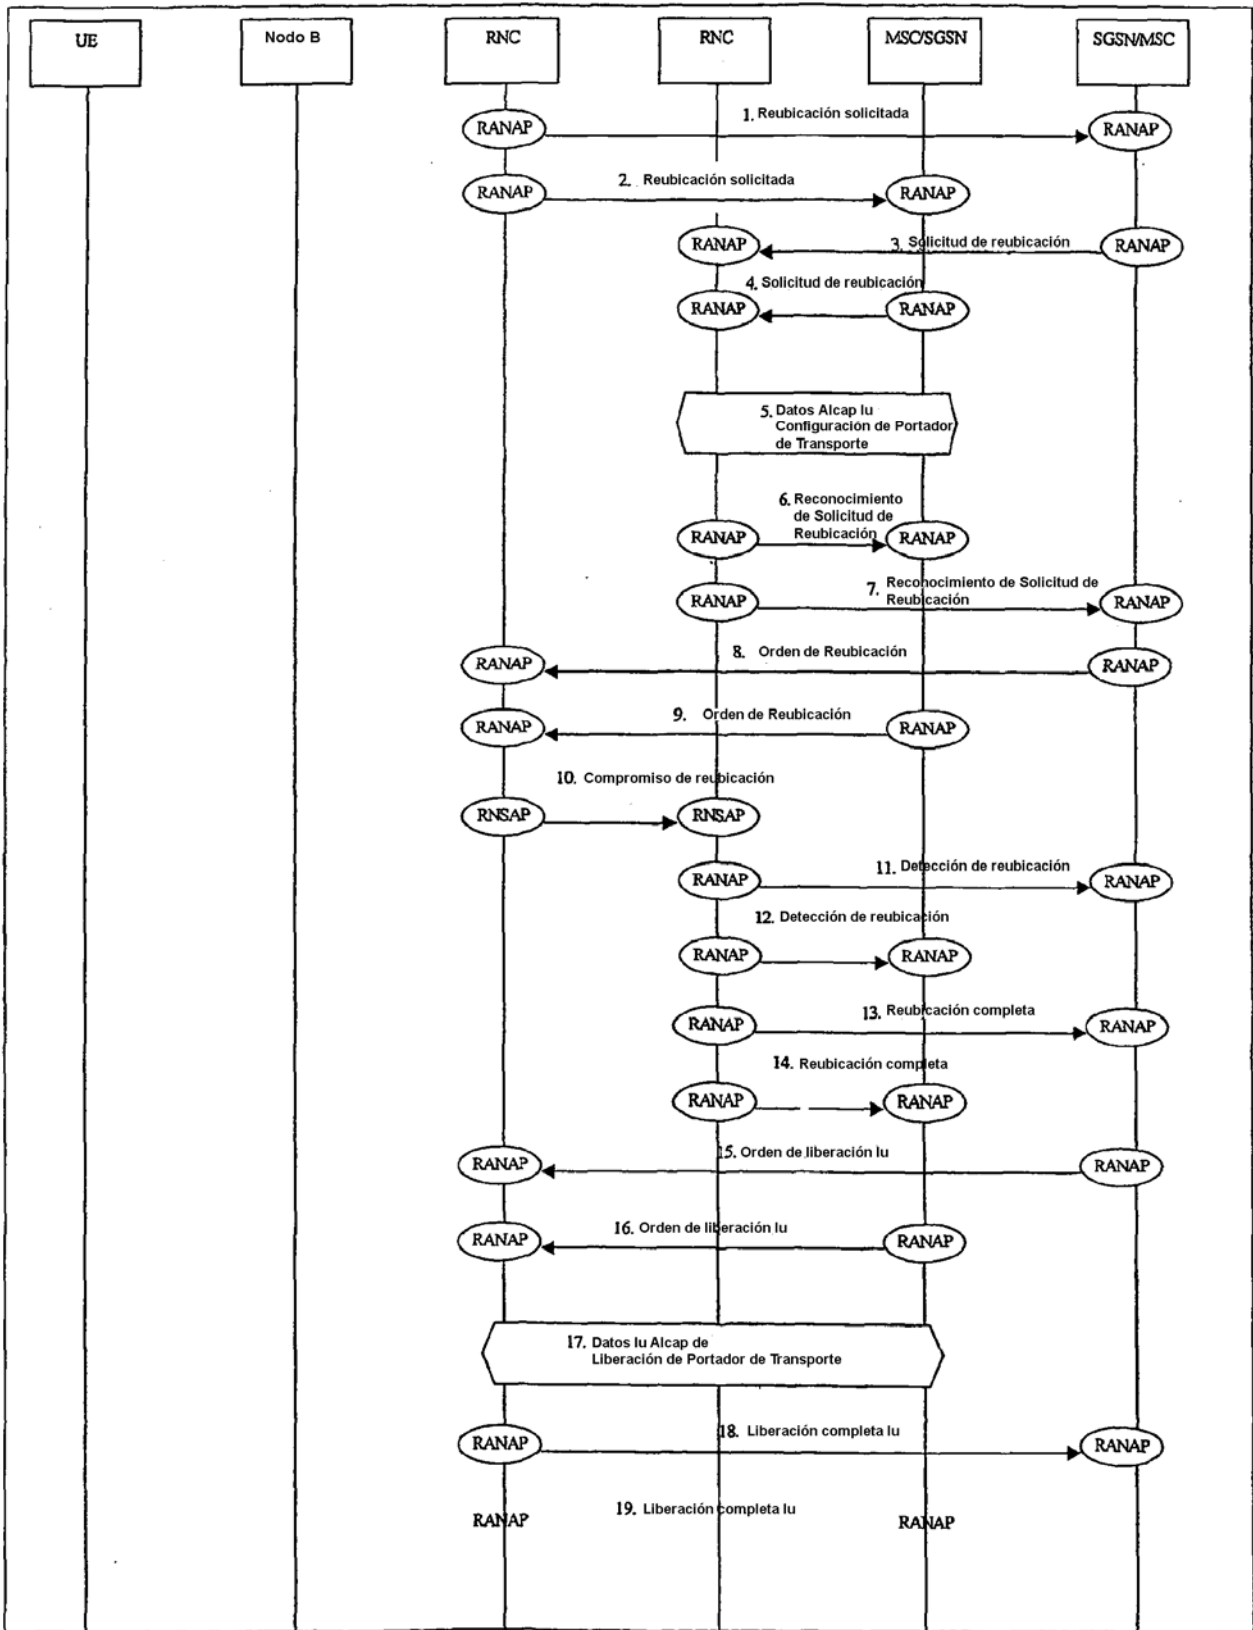 UE
Nodo B
RNC
RNC
MSC/SGSN
SGSN/MSC
RANAP
1. Reubicación solicitada
RANAP
RANAP
2. Reubicación solicitada
RANAP
RANAP
3. Solicitud de reubicación
RANAP
4. Solicitud de reubicación
RANAP
RANAP
5. Datos Alcap Iu
Configuración de Portador
de Transporte
6. Reconocimiento
de Solicitud de
Reubicación
RANAP
RANAP
7. Reconocimiento de Solicitud de
Reubicación
RANAP
RANAP
8. Orden de Reubicación
RANAP
RANAP
9. Orden de Reubicación
RANAP
RANAP
10. Compromiso de reubicación
RNSAP
RNSAP
11. Detección de reubicación
RANAP
RANAP
12. Detección de reubicación
RANAP
RANAP
13. Reubicación completa
RANAP
RANAP
14. Reubicación completa
RANAP
RANAP
15. Orden de liberación Iu
RANAP
RANAP
16. Orden de liberación Iu
RANAP
RANAP
17. Datos Iu Alcap de
Liberación de Portador de Transporte
18. Liberación completa Iu
RANAP
RANAP
19. Liberación completa Iu
RANAP
RANAP